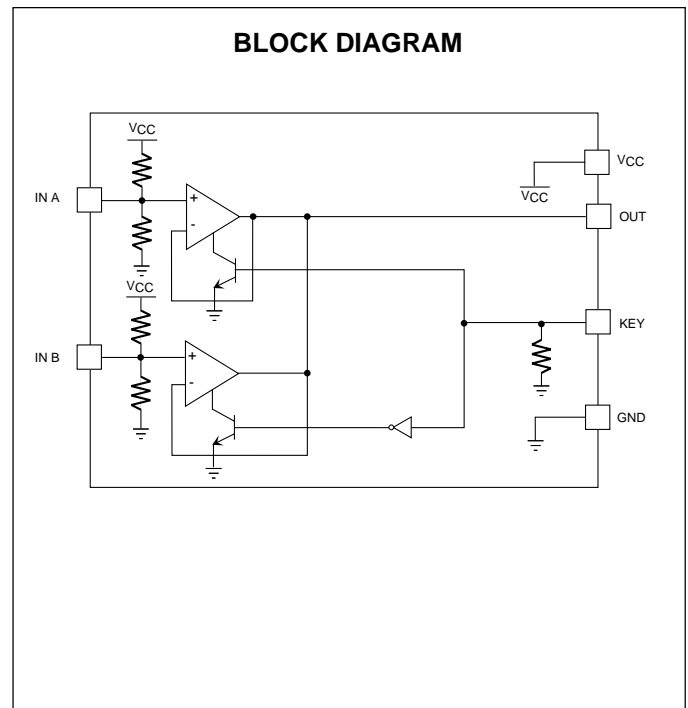 BLOCK DIAGRAM
VCC
IN A
+
-
VCC
VCC
OUT
VCC
KEY
IN B
+
-
GND